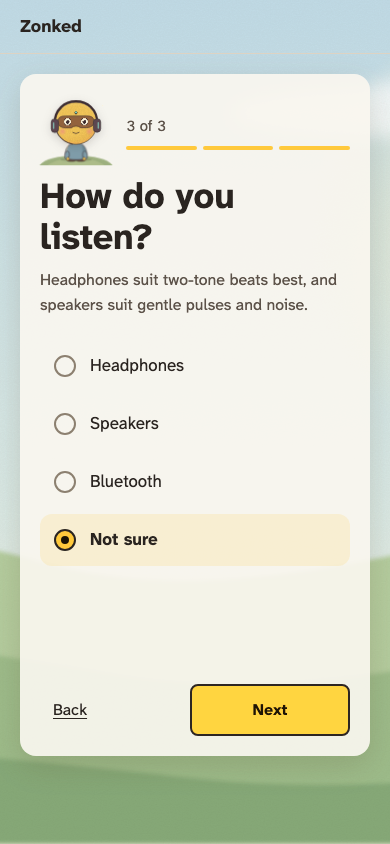 Zonked
3 of 3
How do you
listen?
Headphones suit two-tone beats best, and
speakers suit gentle pulses and noise.
Headphones
Speakers
Bluetooth
Not sure
Back
Next